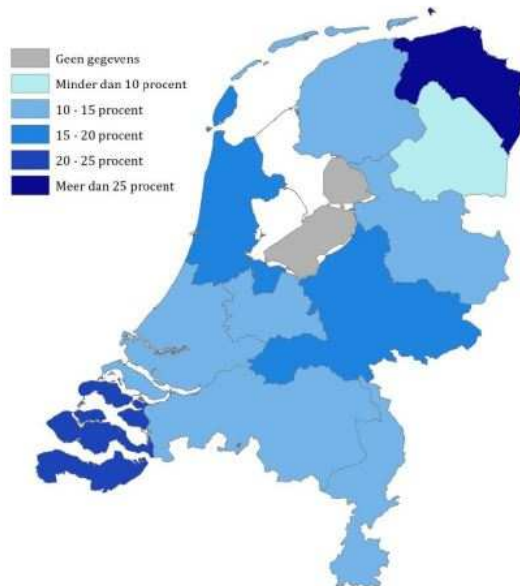 Geen gegevens
Minder dan 10 procent
10 - 15 procent
15 - 20 procent
20 - 25 procent
Meer dan 25 procent